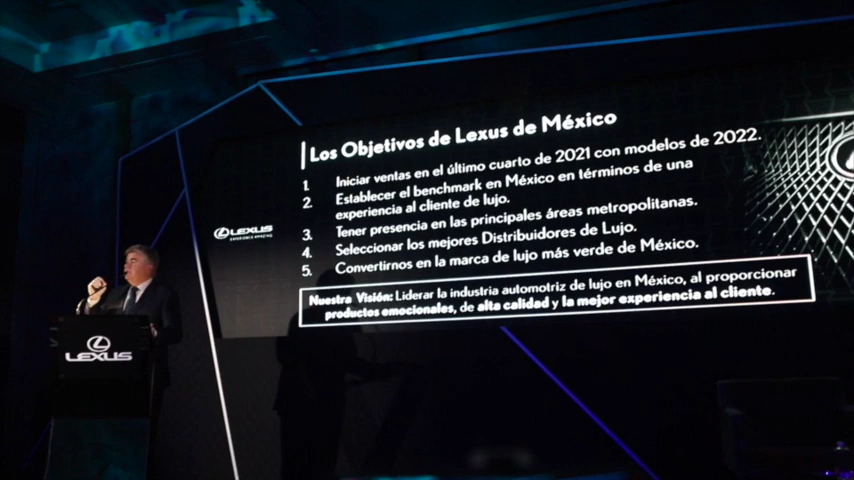 Los Objetivos de Lexus de México
1. Iniciar ventas en el último cuarto de 2021 con modelos de 2022.
2. Establecer el benchmark en México en términos de una
experiencia al cliente de lujo.
3. Tener presencia en las principales áreas metropolitanas.
4. Seleccionar los mejores Distribuidores de Lujo.
5. Convertirnos en la marca de lujo más verde de México.
Nuestra Visión: Liderar la industria automotriz de lujo en México, al proporcionar
productos emocionales, de alta calidad y la mejor experiencia al cliente.
LEXUS
EXPERIENCE AMAZING
LEXUS